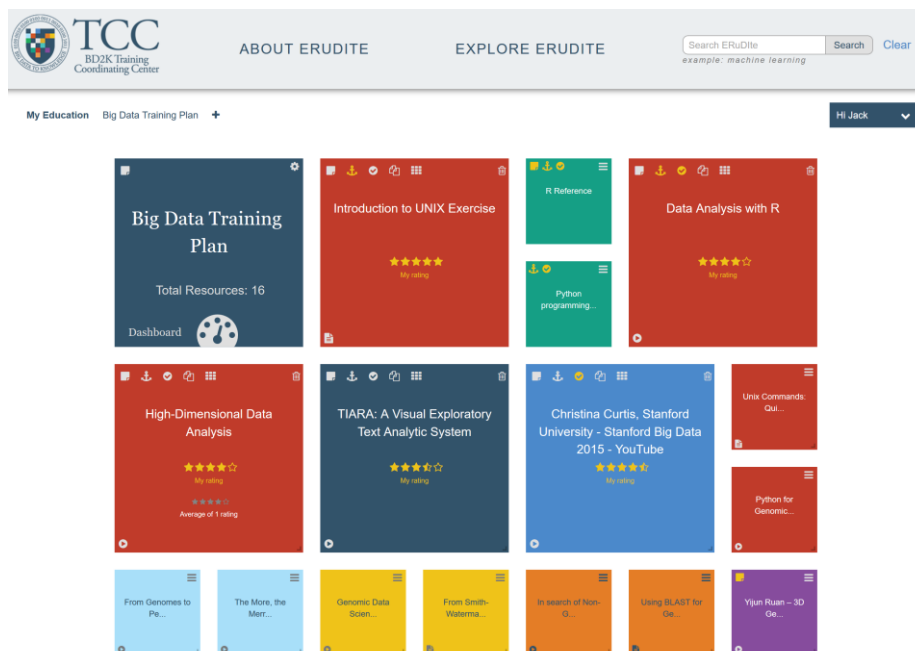 TCC
BD2K Training
Coordinating Center
ABOUT ERUDITE
EXPLORE ERUDITE
Search ERuDIte
Search
Clear
example: machine learning
My Education
Big Data Training Plan
+
Hi Jack
Big Data Training
Plan
Total Resources: 16
Dashboard
Introduction to UNIX Exercise
My rating
R Reference
Python
programming...
Data Analysis with R
My rating
High-Dimensional Data
Analysis
My rating
Average of 1 rating
TIARA: A Visual Exploratory
Text Analytic System
My rating
Christina Curtis, Stanford
University - Stanford Big Data
2015 - YouTube
My rating
Unix Commands:
Qui...
Python for
Genomic...
From Genomes to
Pe...
The More, the
Merr...
Genomic Data
Scien...
From Smith-
Waterma...
In search of Non-
G...
Using BLAST for
Ge...
Yijun Ruan – 3D
Ge...